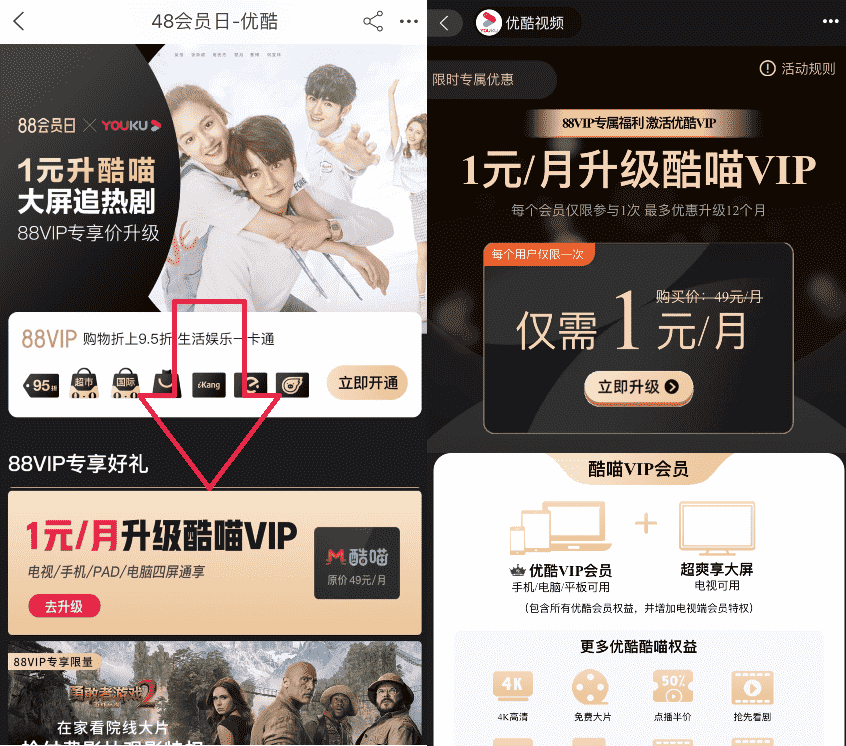 48会员日-优酷
88会员日 × YOUKU
1元升酷喵
大屏追热剧
88VIP专享价升级
88VIP 购物折上9.5折 生活娱乐一卡通
95折
超市
国际
iKang
立即开通
88VIP专享好礼
1元/月升级酷喵VIP
电视/手机/PAD/电脑四屏通享
去升级
酷喵
原价 49元/月
88VIP专享限量
勇敢者游戏2
在家看院线大片
优酷视频
限时专属优惠
活动规则
88VIP专属福利 激活优酷VIP
1元/月升级酷喵VIP
每个会员仅限参与1次 最多优惠升级12个月
每个用户仅限一次
购买价：49元/月
仅需1元/月
立即升级
酷喵VIP会员
优酷VIP会员
手机/电脑/平板可用
+
超爽享大屏
电视可用
(包含所有优酷会员权益，并增加电视端会员特权)
更多优酷酷喵权益
4K
50%
4K高清
免费大片
点播半价
抢先看剧